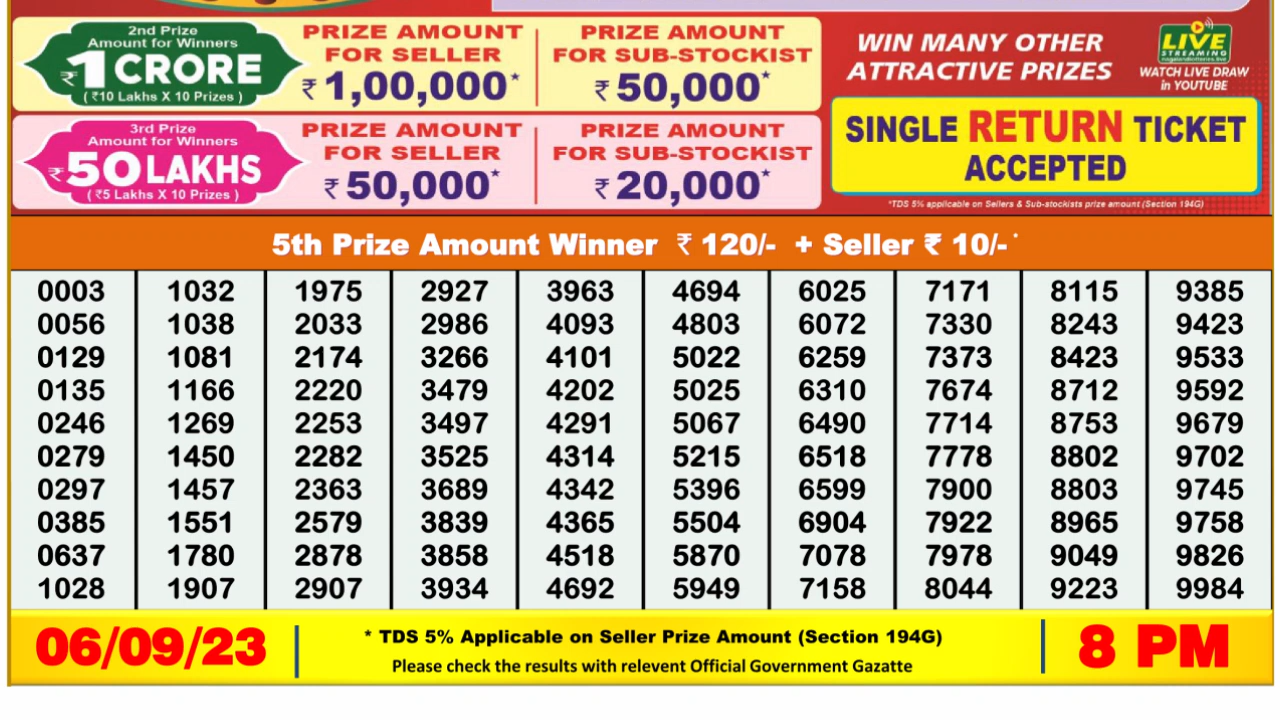 2nd Prize
Amount for Winners
₹1 CRORE
( ₹10 Lakhs X 10 Prizes )
PRIZE AMOUNT
FOR SELLER
₹ 1,00,000*
PRIZE AMOUNT
FOR SUB-STOCKIST
₹ 50,000*
3rd Prize
Amount for Winners
₹50 LAKHS
( ₹5 Lakhs X 10 Prizes )
PRIZE AMOUNT
FOR SELLER
₹ 50,000*
PRIZE AMOUNT
FOR SUB-STOCKIST
₹ 20,000*
WIN MANY OTHER
ATTRACTIVE PRIZES
LIVE
STREAMING
nagalandlotteries.live
WATCH LIVE DRAW
in YOUTUBE
SINGLE RETURN TICKET
ACCEPTED
*TDS 5% applicable on Sellers & Sub-stockists prize amount (Section 194G)
5th Prize Amount Winner ₹ 120/- + Seller ₹ 10/- *
0003 1032 1975 2927 3963 4694 6025 7171 8115 9385
0056 1038 2033 2986 4093 4803 6072 7330 8243 9423
0129 1081 2174 3266 4101 5022 6259 7373 8423 9533
0135 1166 2220 3479 4202 5025 6310 7674 8712 9592
0246 1269 2253 3497 4291 5067 6490 7714 8753 9679
0279 1450 2282 3525 4314 5215 6518 7778 8802 9702
0297 1457 2363 3689 4342 5396 6599 7900 8803 9745
0385 1551 2579 3839 4365 5504 6904 7922 8965 9758
0637 1780 2878 3858 4518 5870 7078 7978 9049 9826
1028 1907 2907 3934 4692 5949 7158 8044 9223 9984
06/09/23
* TDS 5% Applicable on Seller Prize Amount (Section 194G)
Please check the results with relevent Official Government Gazatte
8 PM